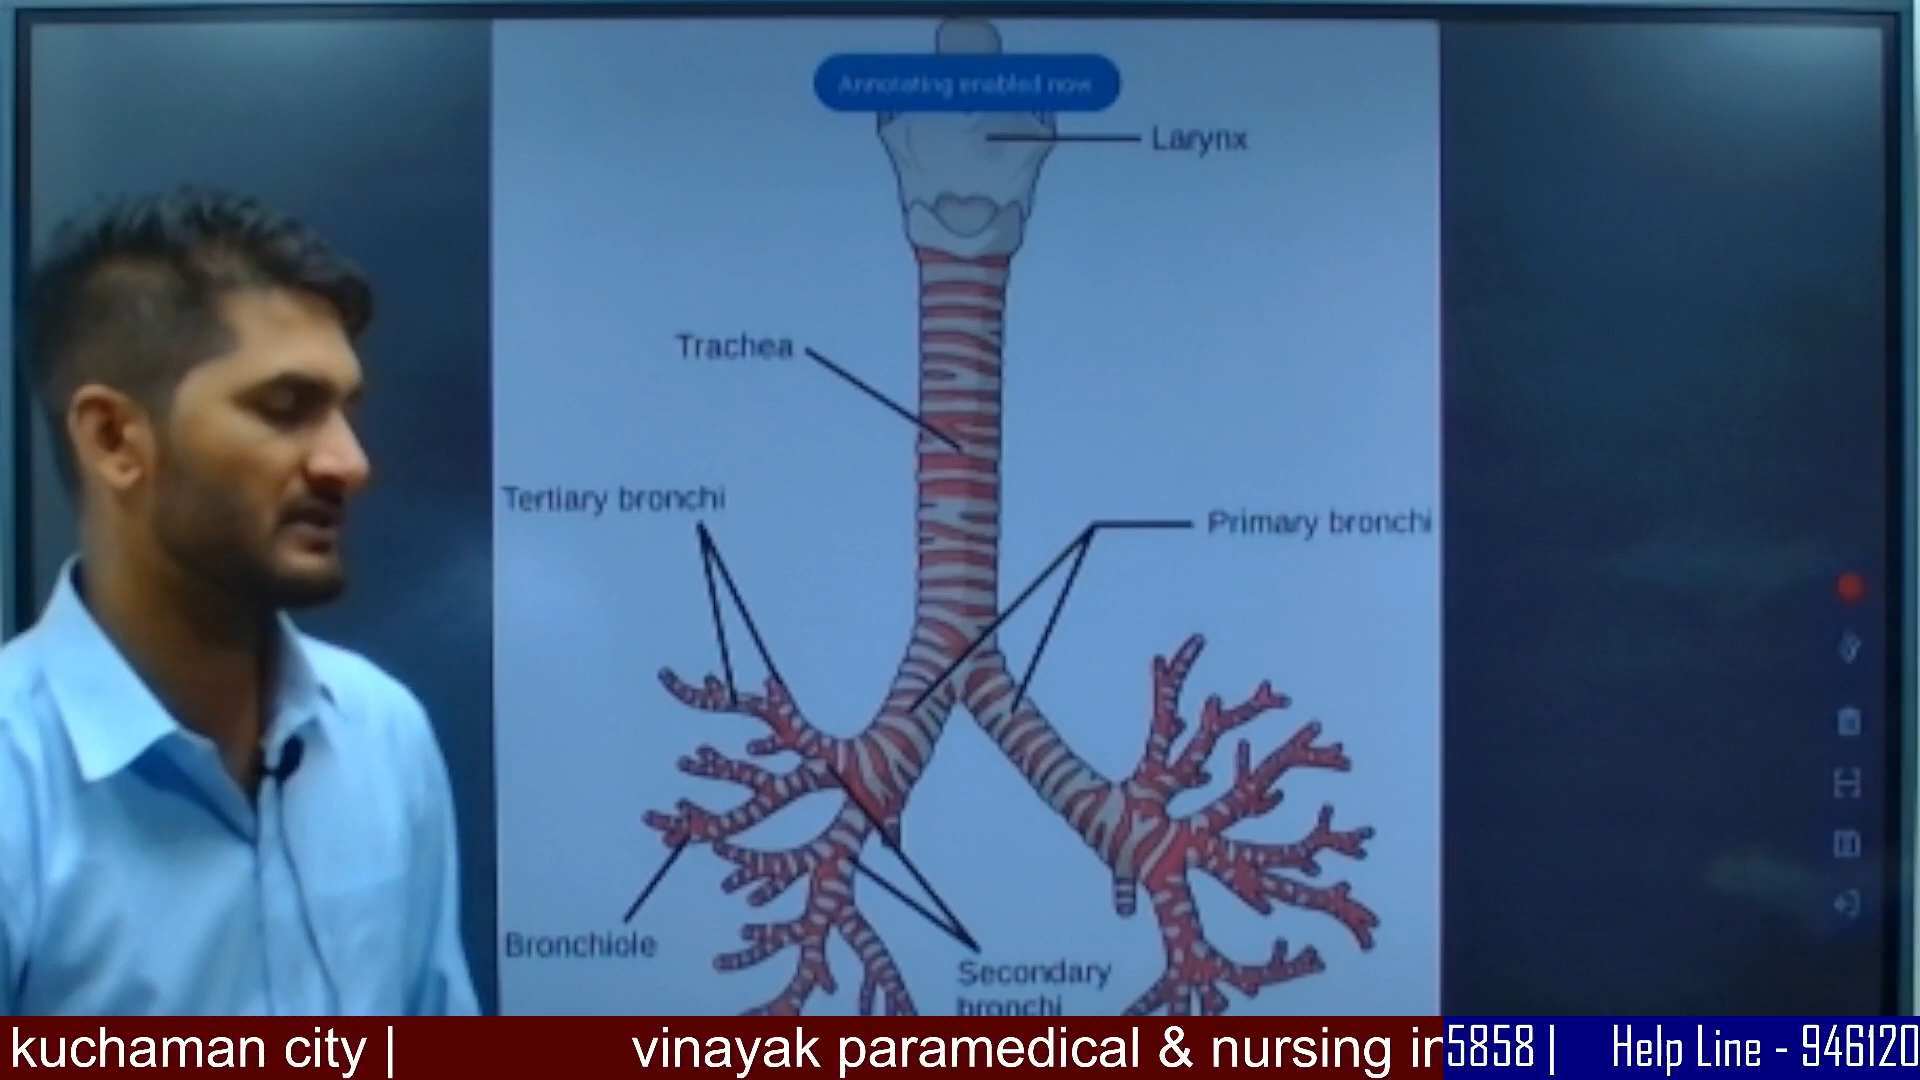 Annotating enabled now
Larynx
Trachea
Tertiary bronchi
Primary bronchi
Bronchiole
Secondary
bronchi
kuchaman city | vinayak paramedical & nursing in
5858 | Help Line - 946120